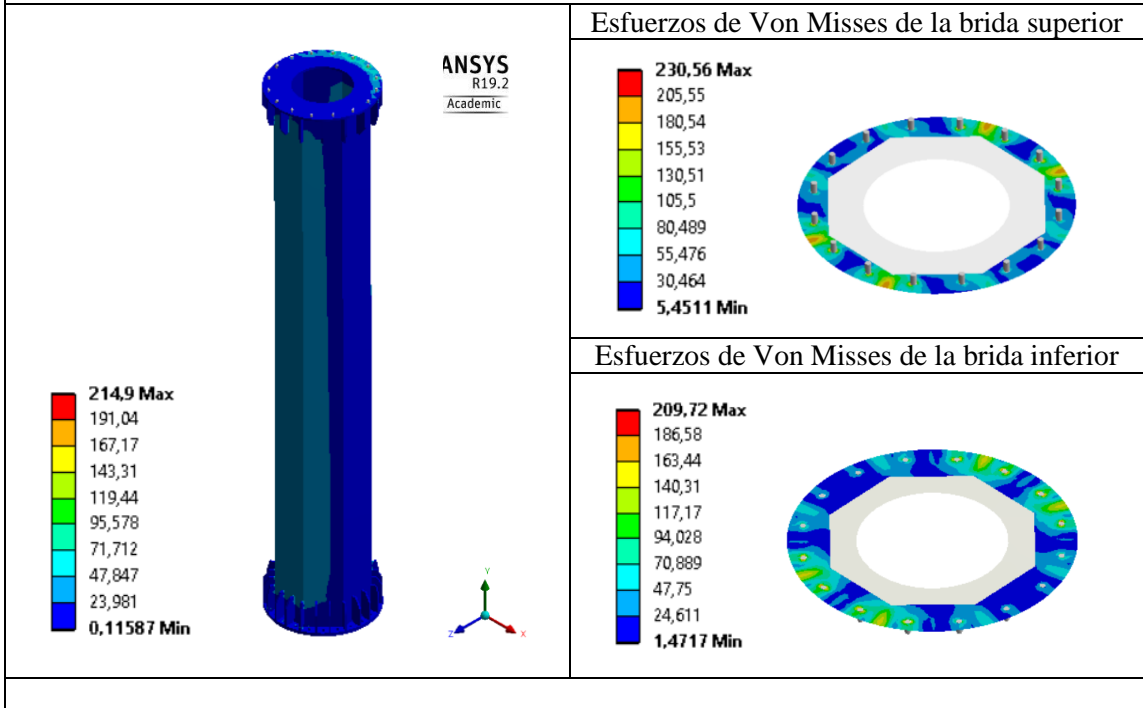 ANSYS
R19.2
Academic
214,9 Max
191,04
167,17
143,31
119,44
95,578
71,712
47,847
23,981
0,11587 Min
Y
Z
X
Esfuerzos de Von Misses de la brida superior
230,56 Max
205,55
180,54
155,53
130,51
105,5
80,489
55,476
30,464
5,4511 Min
Esfuerzos de Von Misses de la brida inferior
209,72 Max
186,58
163,44
140,31
117,17
94,028
70,889
47,75
24,611
1,4717 Min